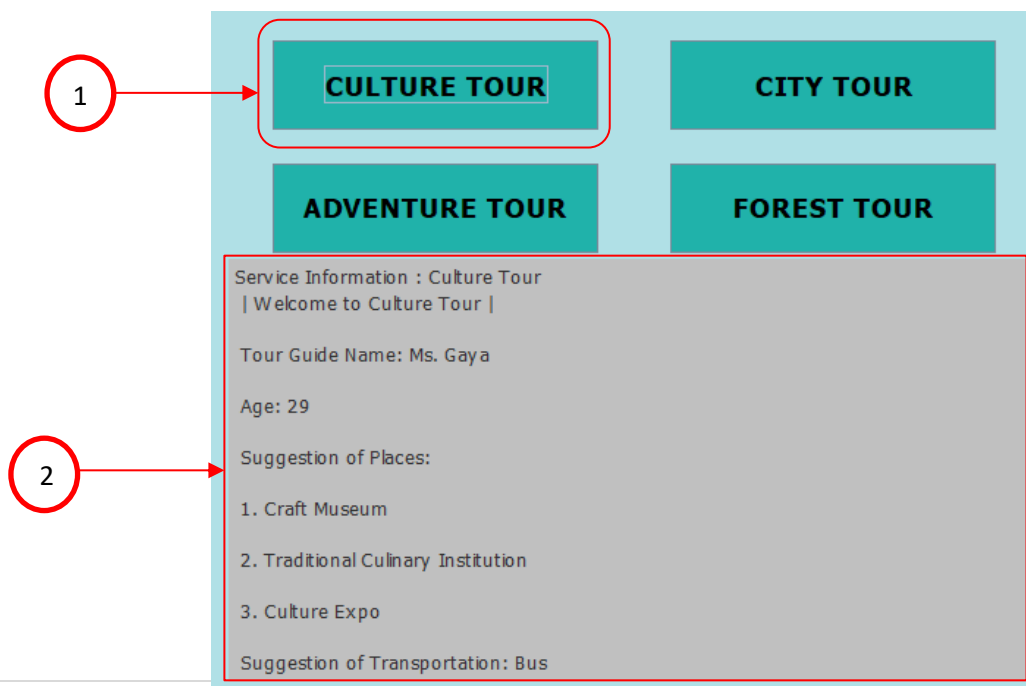 1
CULTURE TOUR
CITY TOUR
ADVENTURE TOUR
FOREST TOUR
Service Information : Culture Tour
| Welcome to Culture Tour |
Tour Guide Name: Ms. Gaya
Age: 29
Suggestion of Places:
1. Craft Museum
2. Traditional Culinary Institution
3. Culture Expo
Suggestion of Transportation: Bus
2